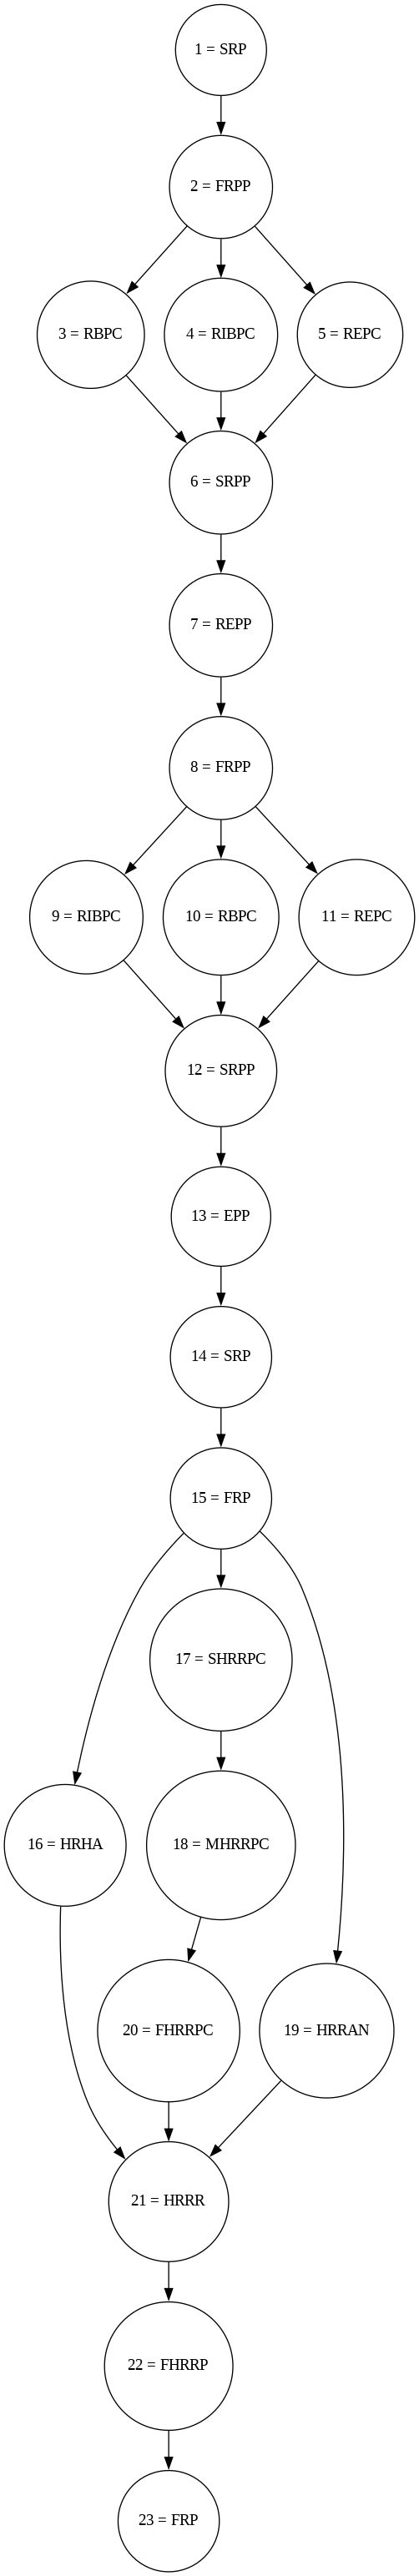 1 = SRP
2 = FRPP
3 = RBPC
4 = RIBPC
5 = REPC
6 = SRPP
7 = REPP
8 = FRPP
9 = RIBPC
10 = RBPC
11 = REPC
12 = SRPP
13 = EPP
14 = SRP
15 = FRP
17 = SHRRPC
16 = HRHA
18 = MHRRPC
20 = FHRRPC
19 = HRRAN
21 = HRRR
22 = FHRRP
23 = FRP